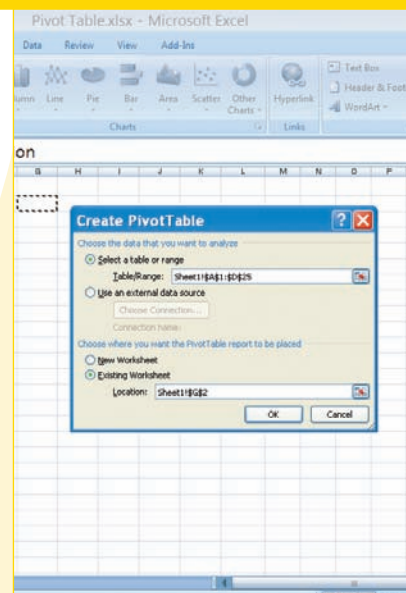 Pivot Table.xlsx - Microsoft Excel
Data Review View Add-Ins
Text Box
Header & Foot
WordArt
Line Pie Bar Area Scatter Other Charts Hyperlink
Charts Links
on
G H I J K L M N O P
Create PivotTable
Choose the data that you want to analyze
Select a table or range
Table/Range: Sheet1!$A$1:$D$25
Use an external data source
Choose Connection...
Connection name:
Choose where you want the PivotTable report to be placed
New Worksheet
Existing Worksheet
Location: Sheet1!$G$2
OK Cancel